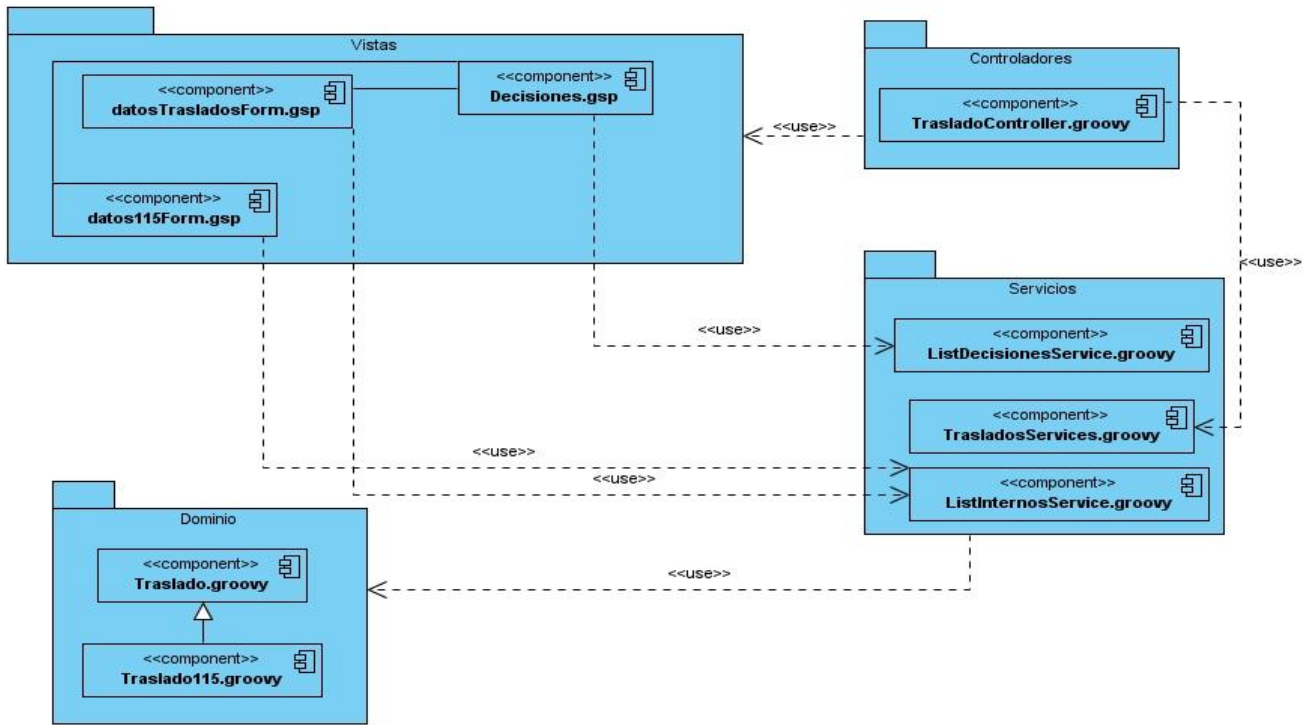 Vistas
<<component>>
datosTrasladosForm.gsp
<<component>>
Decisiones.gsp
<<component>>
datos115Form.gsp
Controladores
<<component>>
TrasladoController.groovy
<<use>>
<<use>>
Servicios
<<component>>
ListDecisionesService.groovy
<<use>>
<<component>>
TrasladosServices.groovy
<<use>>
<<component>>
ListInternosService.groovy
<<use>>
Dominio
<<component>>
Traslado.groovy
<<use>>
<<component>>
Traslado115.groovy